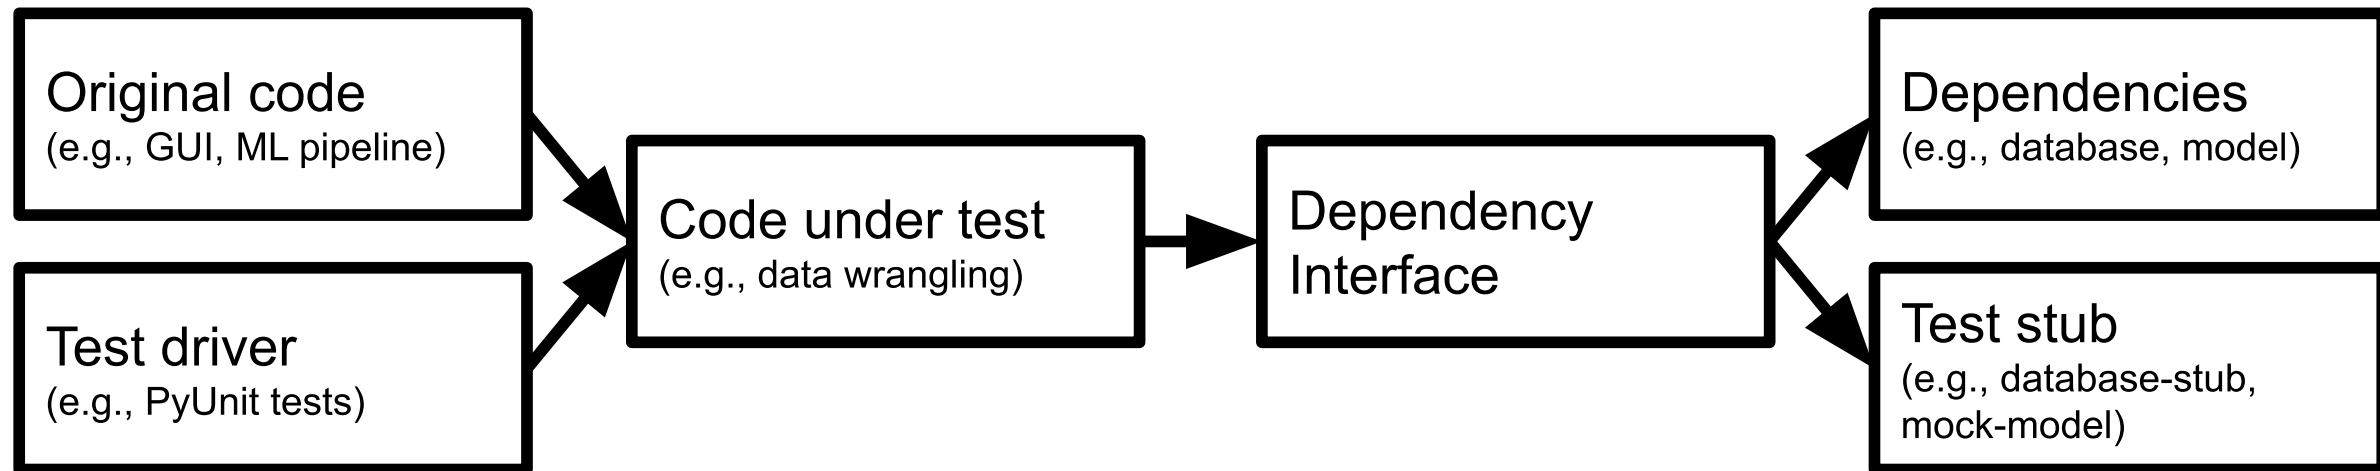 Original code
(e.g., GUI, ML pipeline)
Test driver
(e.g., PyUnit tests)
Code under test
(e.g., data wrangling)
Dependency
Interface
Dependencies
(e.g., database, model)
Test stub
(e.g., database-stub,
mock-model)